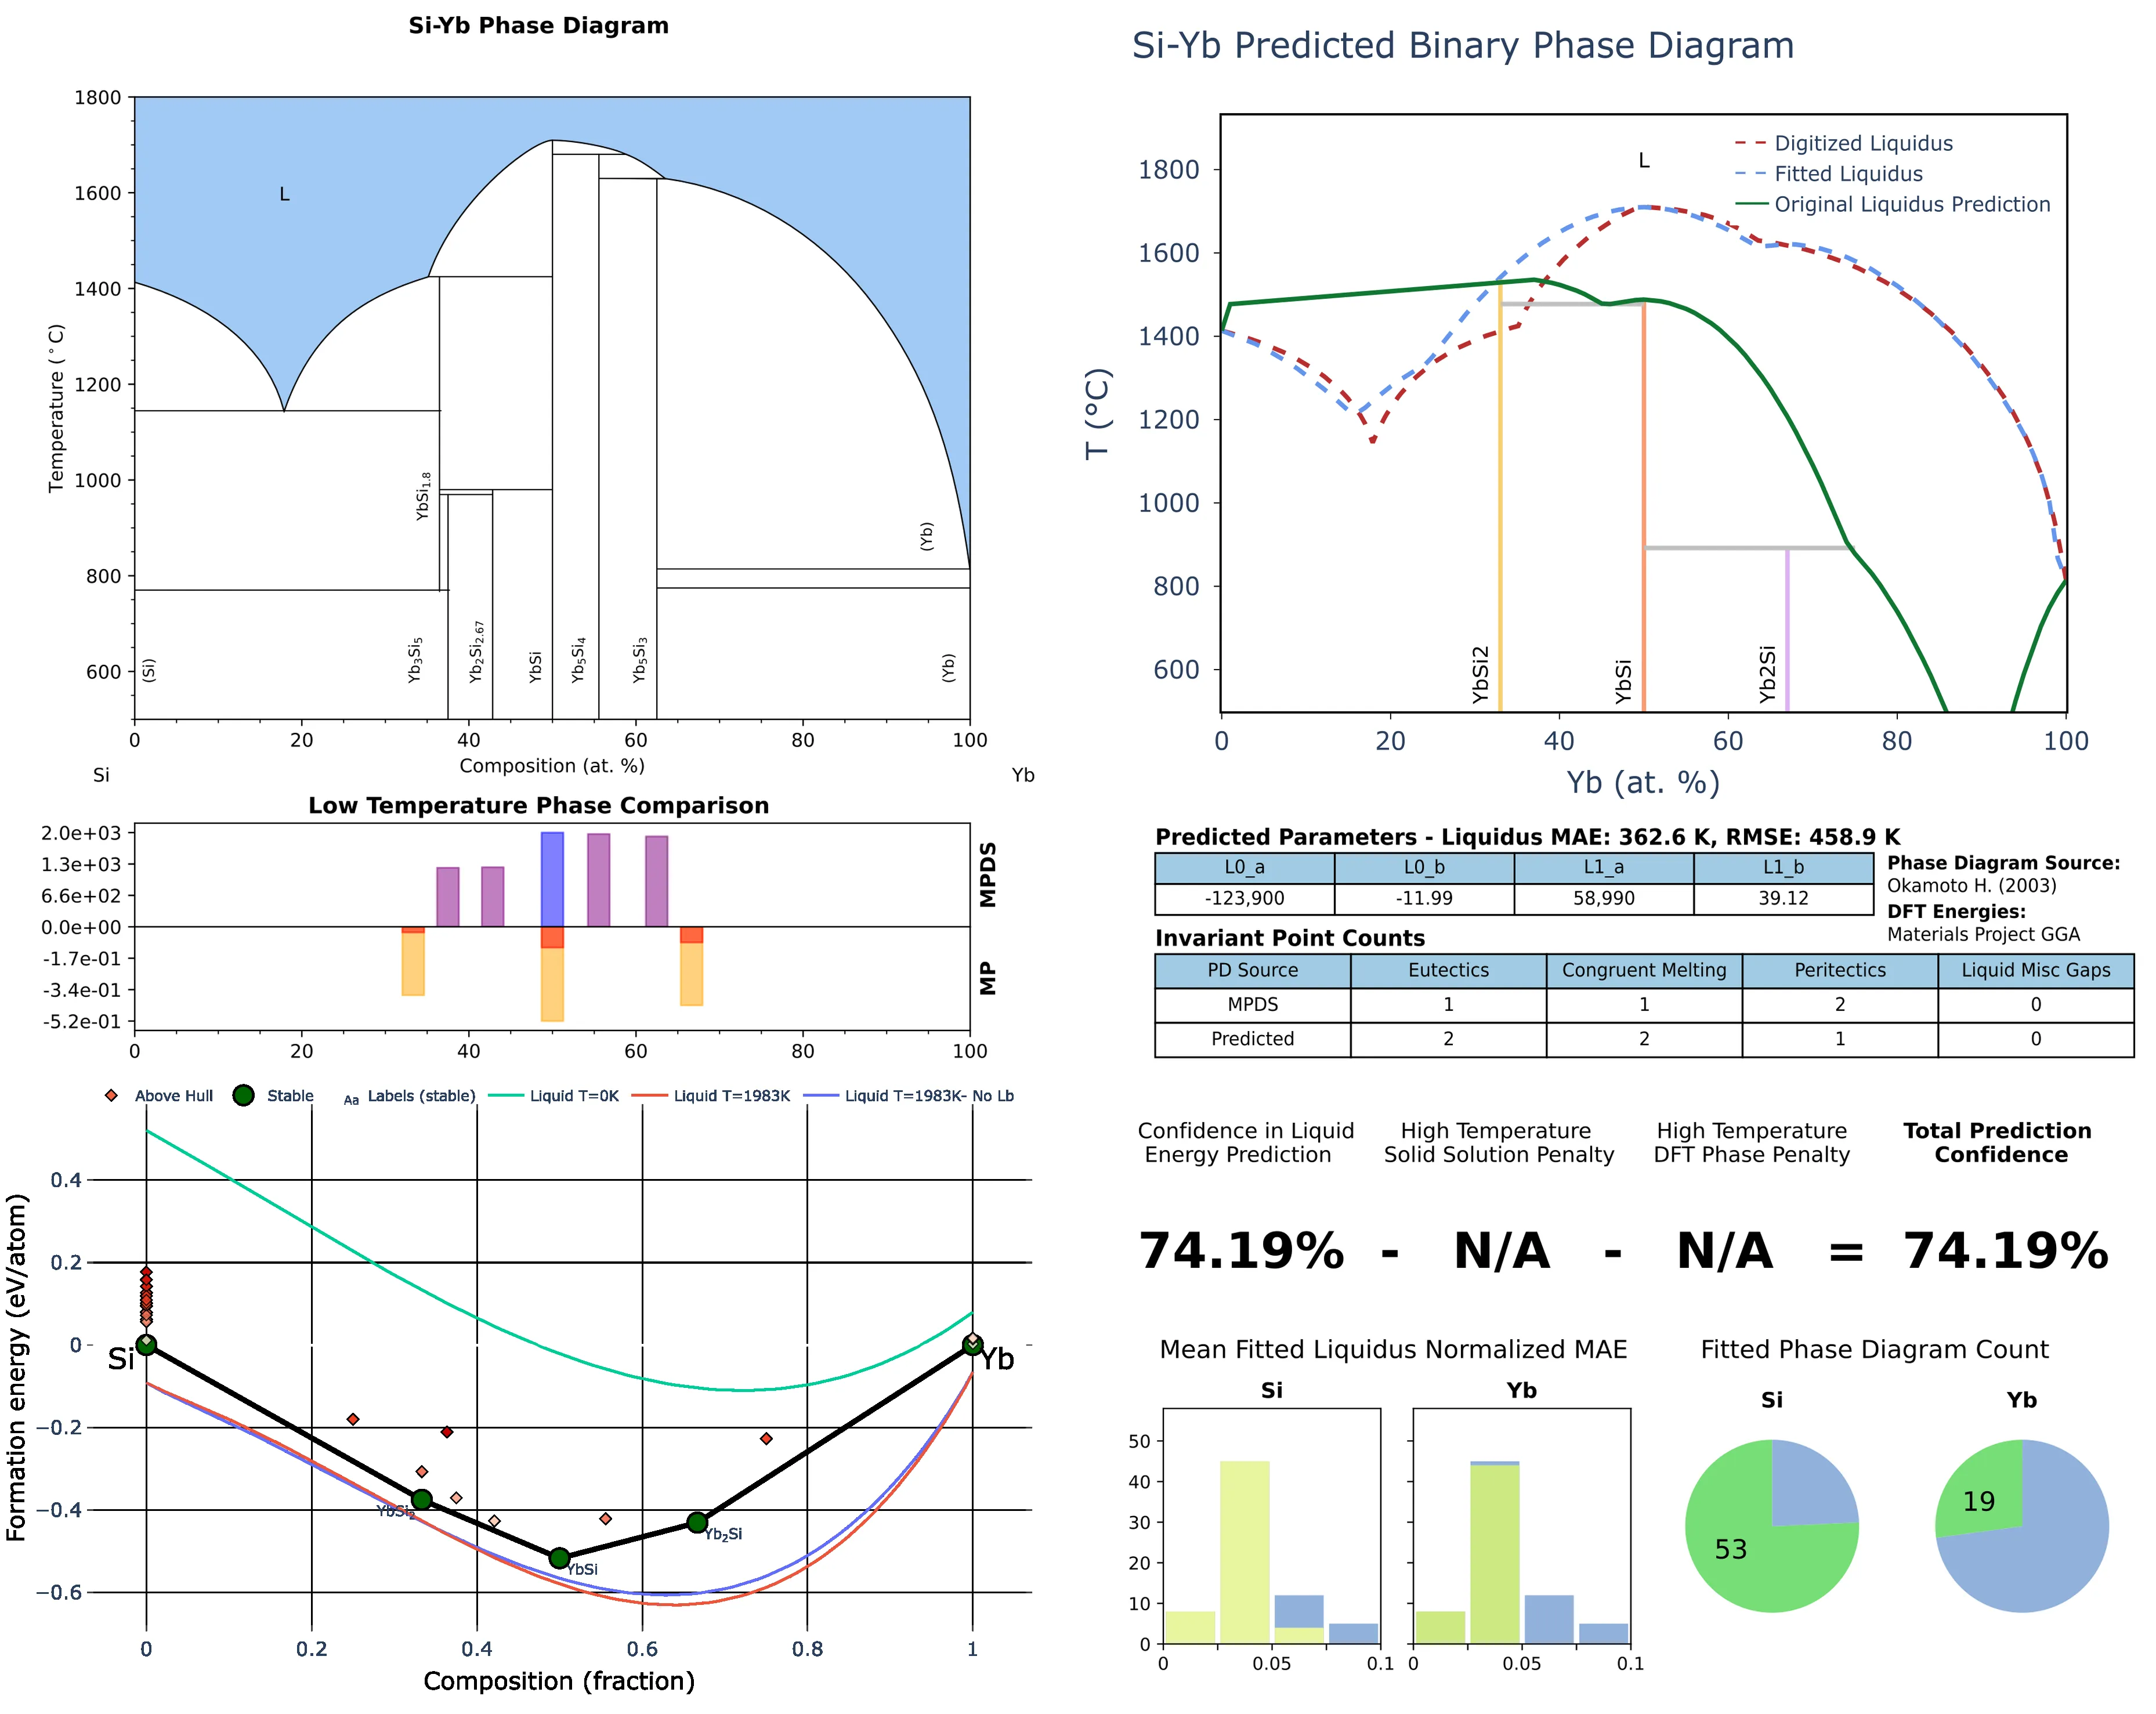 Si-Yb Phase Diagram
1800
1600
1400
1200
1000
800
600
Temperature (°C)
L
YbSi1.8
(Si)
Yb3Si5
Yb2Si2.67
YbSi
Yb5Si4
Yb5Si3
(Yb)
(Yb)
0 20 40 60 80 100
Composition (at. %)
Si Yb
Low Temperature Phase Comparison
2.0e+03
1.3e+03
6.6e+02
0.0e+00
-1.7e-01
-3.4e-01
-5.2e-01
MPDS
MP
0 20 40 60 80 100
Above Hull Stable Aa Labels (stable) Liquid T=0K Liquid T=1983K Liquid T=1983K- No Lb
0.4
0.2
0
−0.2
−0.4
−0.6
Formation energy (eV/atom)
Si
YbSi2
YbSi
Yb2Si
Yb
0 0.2 0.4 0.6 0.8 1
Composition (fraction)
Si-Yb Predicted Binary Phase Diagram
1800
1600
1400
1200
1000
800
600
T (°C)
L
Digitized Liquidus
Fitted Liquidus
Original Liquidus Prediction
YbSi2
YbSi
Yb2Si
0 20 40 60 80 100
Yb (at. %)
Predicted Parameters - Liquidus MAE: 362.6 K, RMSE: 458.9 K
L0_a L0_b L1_a L1_b
-123,900 -11.99 58,990 39.12
Phase Diagram Source:
Okamoto H. (2003)
DFT Energies:
Materials Project GGA
Invariant Point Counts
PD Source Eutectics Congruent Melting Peritectics Liquid Misc Gaps
MPDS 1 1 2 0
Predicted 2 2 1 0
Confidence in Liquid
Energy Prediction
High Temperature
Solid Solution Penalty
High Temperature
DFT Phase Penalty
Total Prediction
Confidence
74.19% - N/A - N/A = 74.19%
Mean Fitted Liquidus Normalized MAE
Si Yb
50
40
30
20
10
0
0 0.05 0.1
0 0.05 0.1
Fitted Phase Diagram Count
Si Yb
53
19